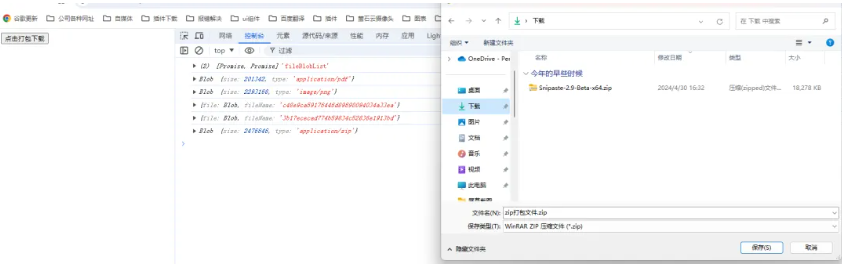 谷歌更新 公司各种网址 自媒体 插件下载 报错解决 ui组件 百度翻译 插件 萤石云摄像头 图表
点击打包下载
网络 控制台 元素 源代码/来源 网络 性能 内存 应用 Ligh
top 过滤
(2) [Promise, Promise] 'fileBlobList'
Blob {size: 201342, type: 'application/pdf'}
Blob {size: 2293166, type: 'image/png'}
{file: Blob, fileName:
{file: Blob, fileName:
Blob {size: 2476646, type: 'application/zip'}
下载
在 下载 中搜索
组织 新建文件夹
OneDrive - Per
桌面
下载
图片
文档
音乐
视频
此电脑
名称 修改日期 类型 大小
今年的早些时候
Snipaste-2.9-Beta-x64.zip 2024/4/30 16:32 压缩(zipped)文件... 18,278 KB
文件名(N): zip打包文件.zip
保存类型(T): WinRAR ZIP 压缩文件 (*.zip)
隐藏文件夹
保存(S) 取消